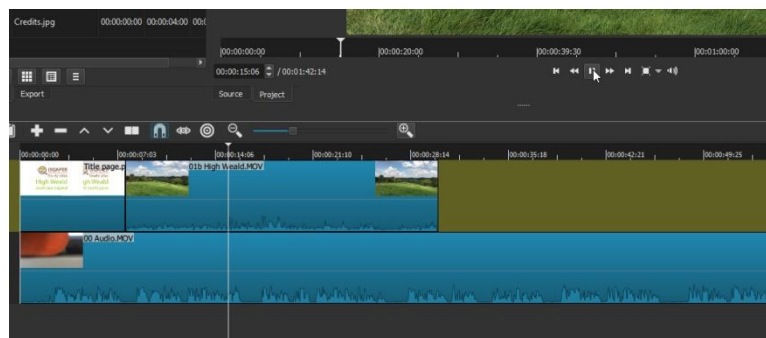 Credits.jpg 00:00:00:00 00:00:04:00 00:(
|00:00:00:00 |00:00:20:00 |00:00:39:30 |00:01:00:00
00:00:15:06 / 00:01:42:14
Export
Source Project
00:00:00:00 |00:00:07:03 |00:00:14:06 |00:00:21:10 |00:00:28:14 |00:00:35:18 |00:00:42:21 |00:00:49:25
Title page.p
01b High Weald.MOV
High Weald
gh Weald
00 Audio.MOV